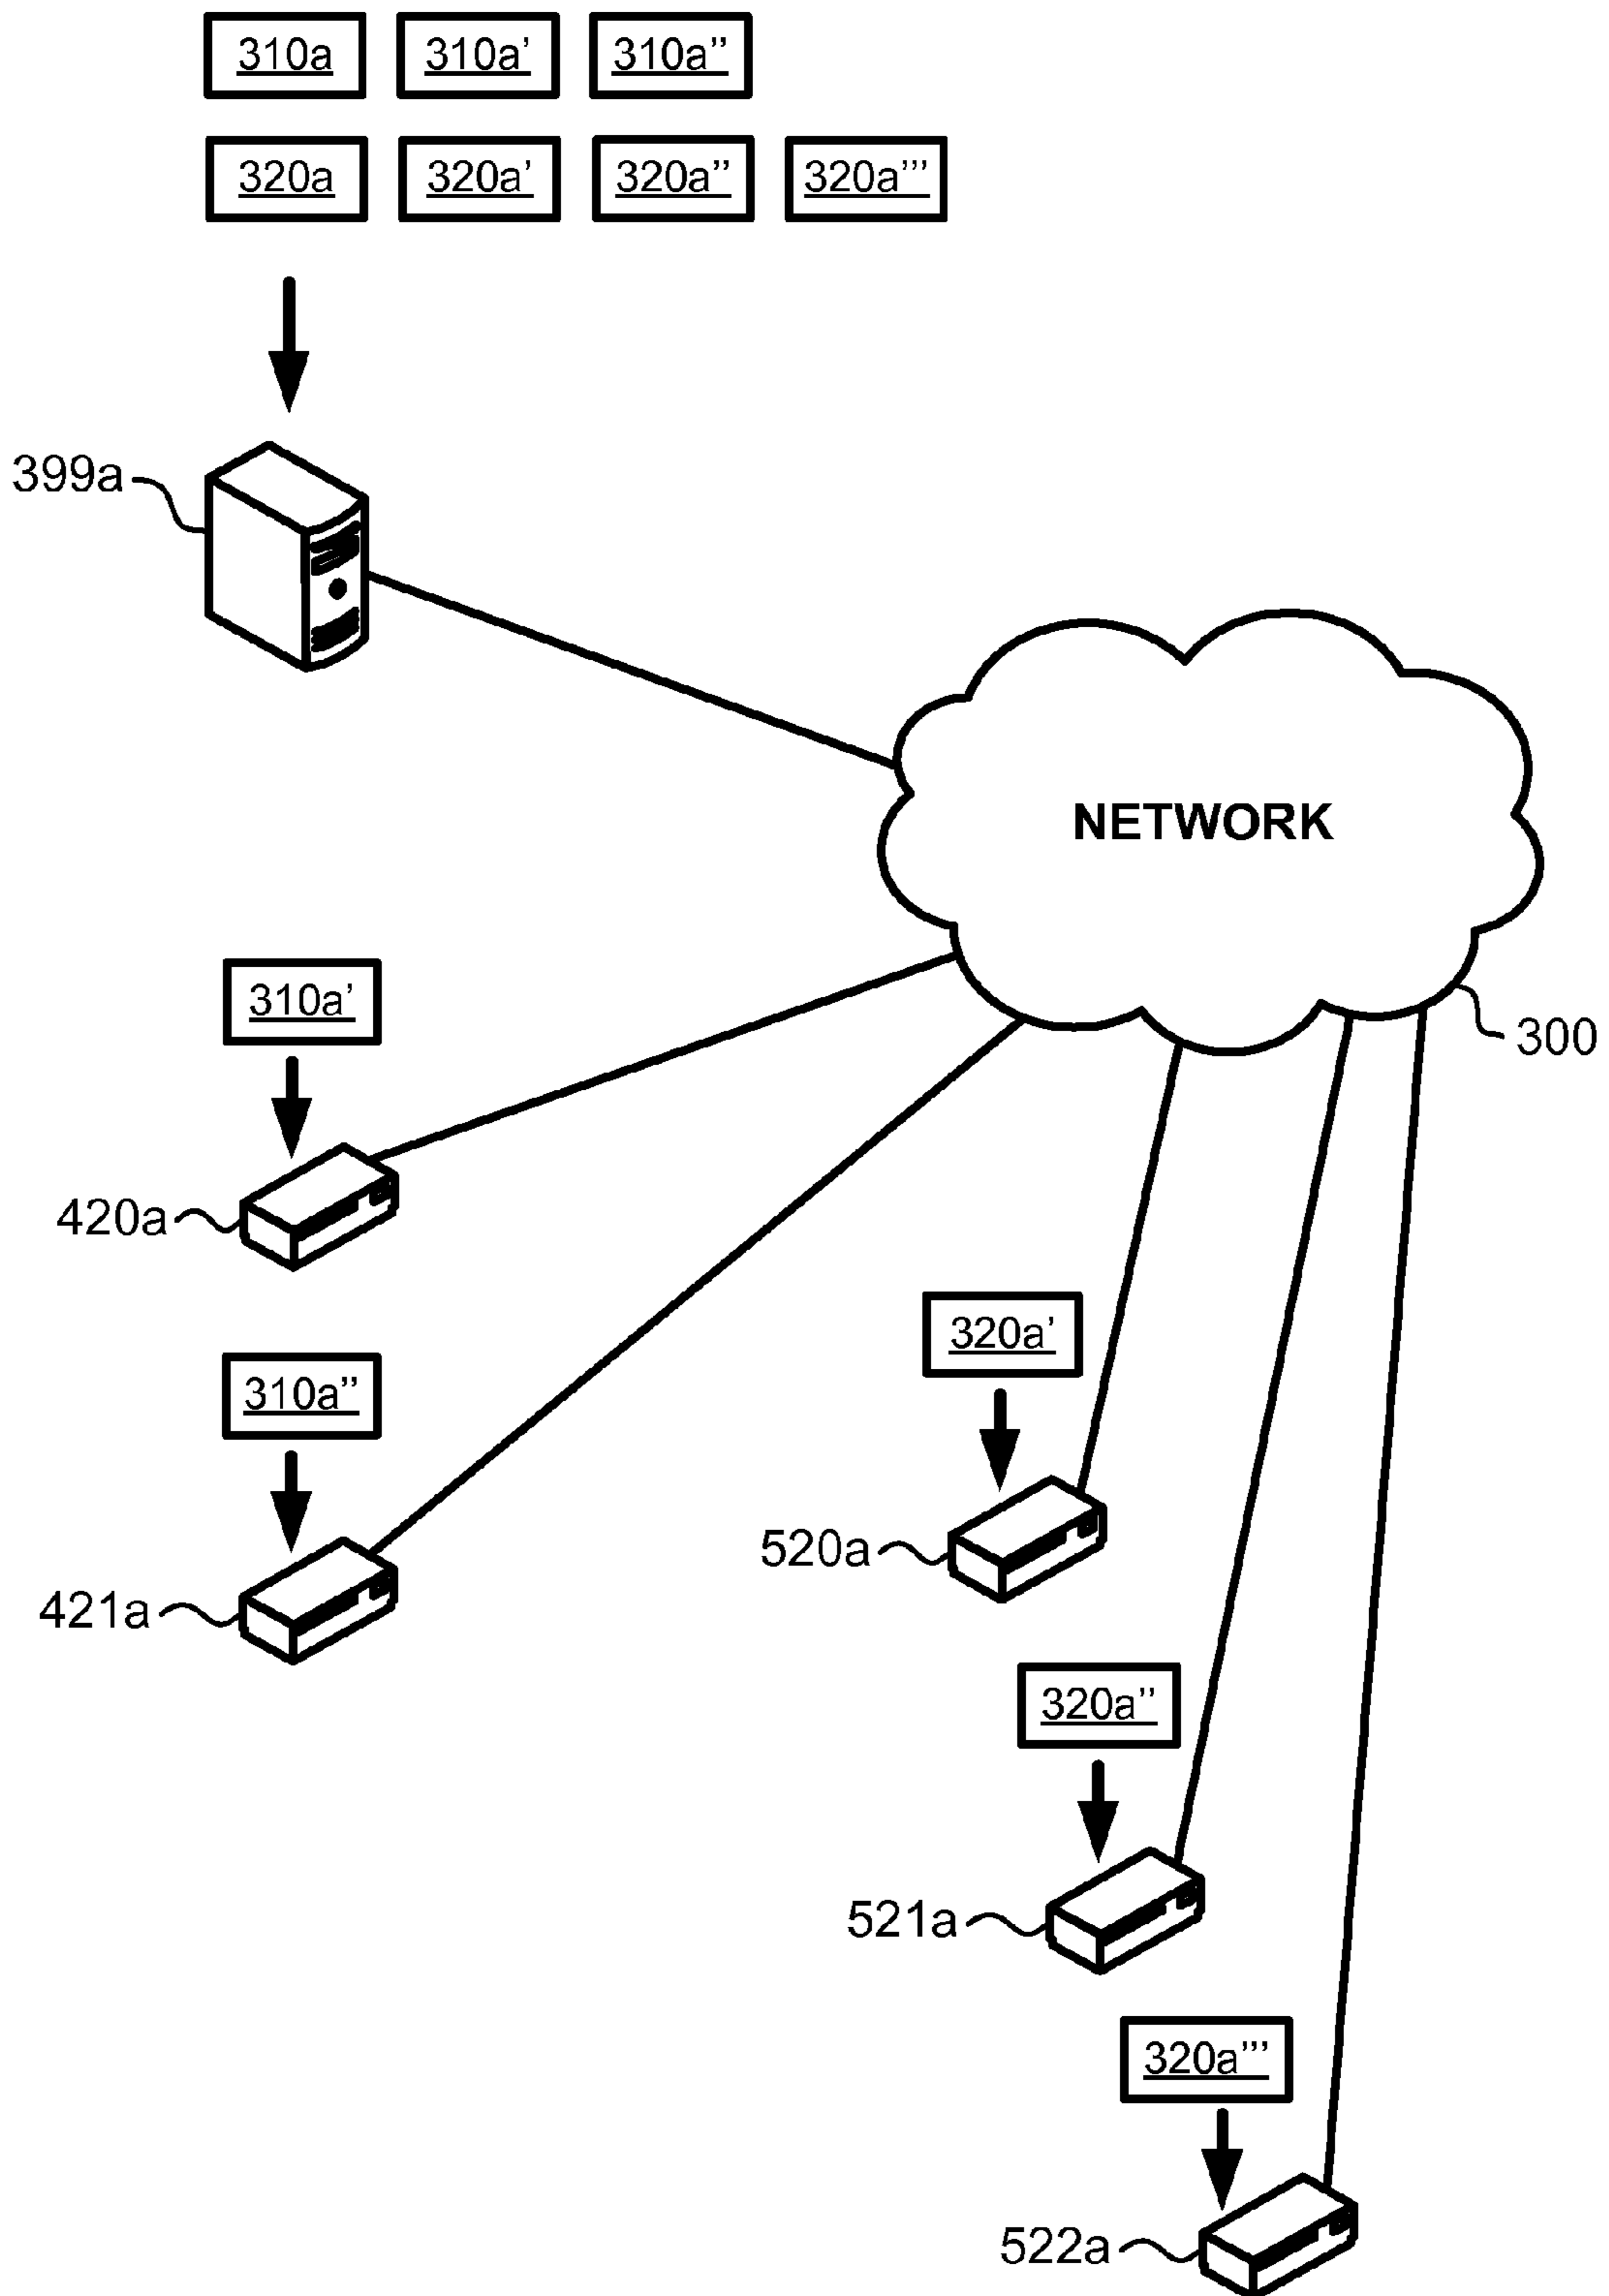 310a 310a’ 310a’’
320a 320a’ 320a’’ 320a’’’
399a
NETWORK
310a’
300
420a
320a’
310a’’
520a
421a
320a’’
521a
320a’’’
522a